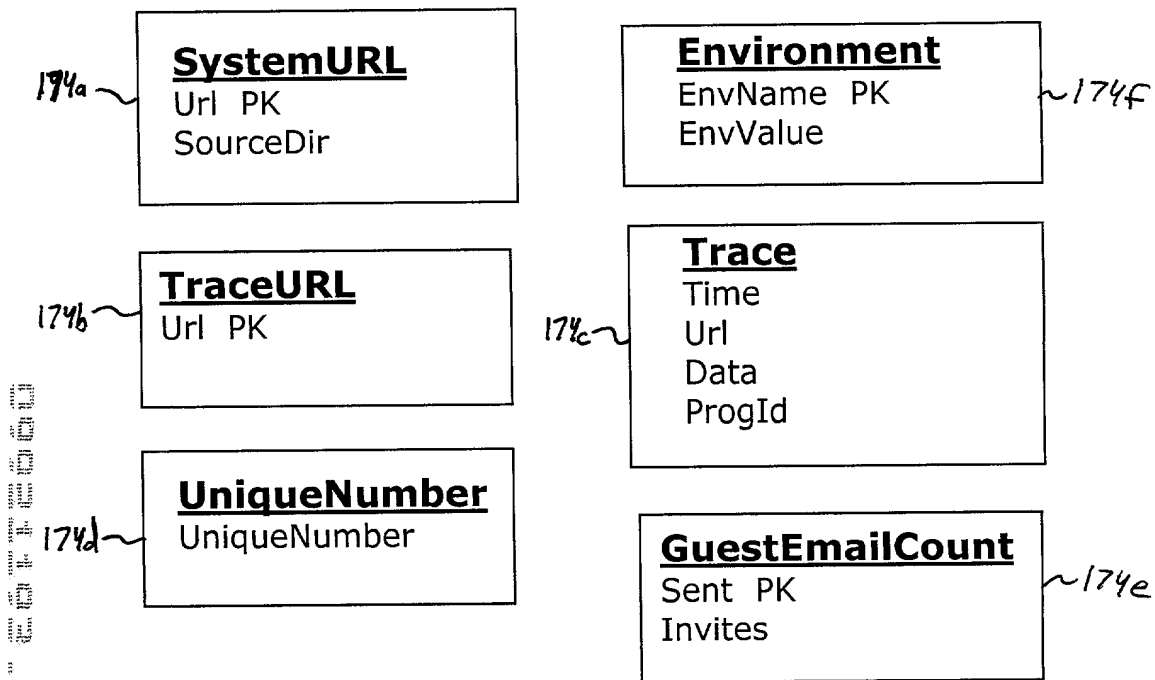 174a
SystemURL
Url PK
SourceDir
Environment
EnvName PK
EnvValue
174f
174b
TraceURL
Url PK
174c
Trace
Time
Url
Data
ProgId
174d
UniqueNumber
UniqueNumber
GuestEmailCount
Sent PK
Invites
174e